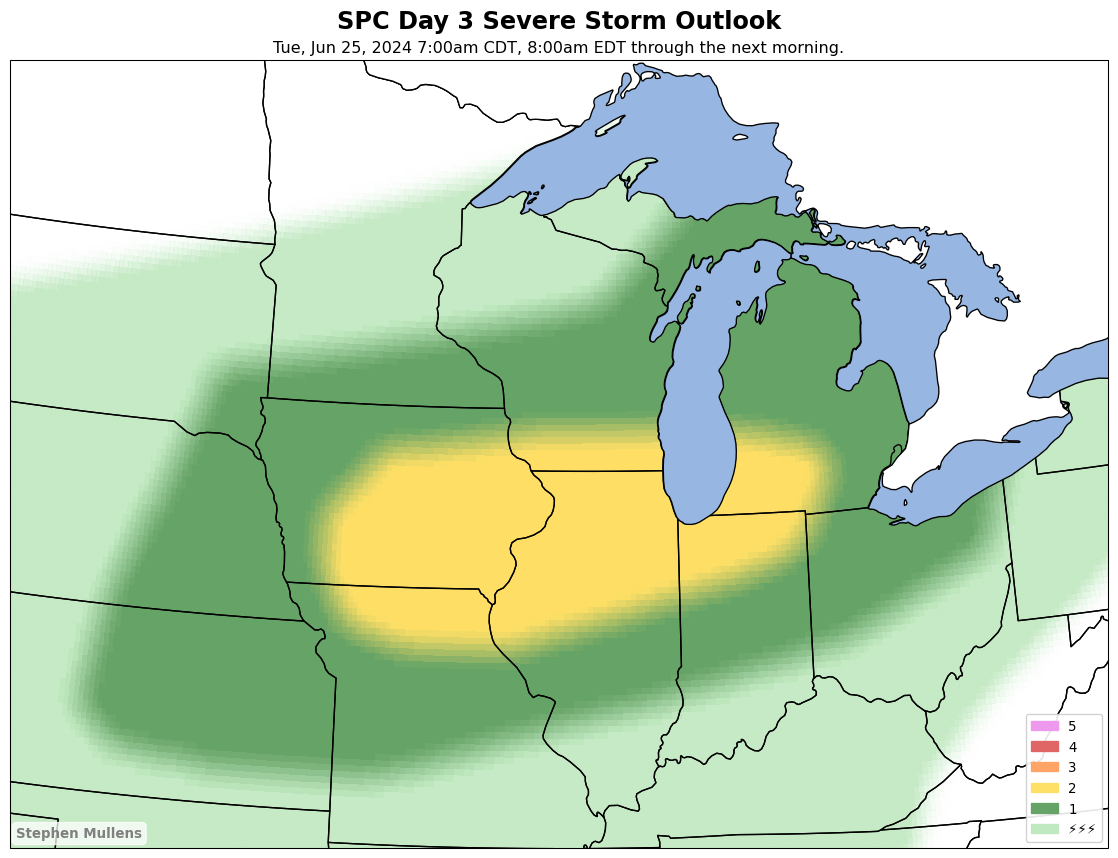 SPC Day 3 Severe Storm Outlook
Tue, Jun 25, 2024 7:00am CDT, 8:00am EDT through the next morning.
5
4
3
2
1
⚡⚡⚡
Stephen Mullens